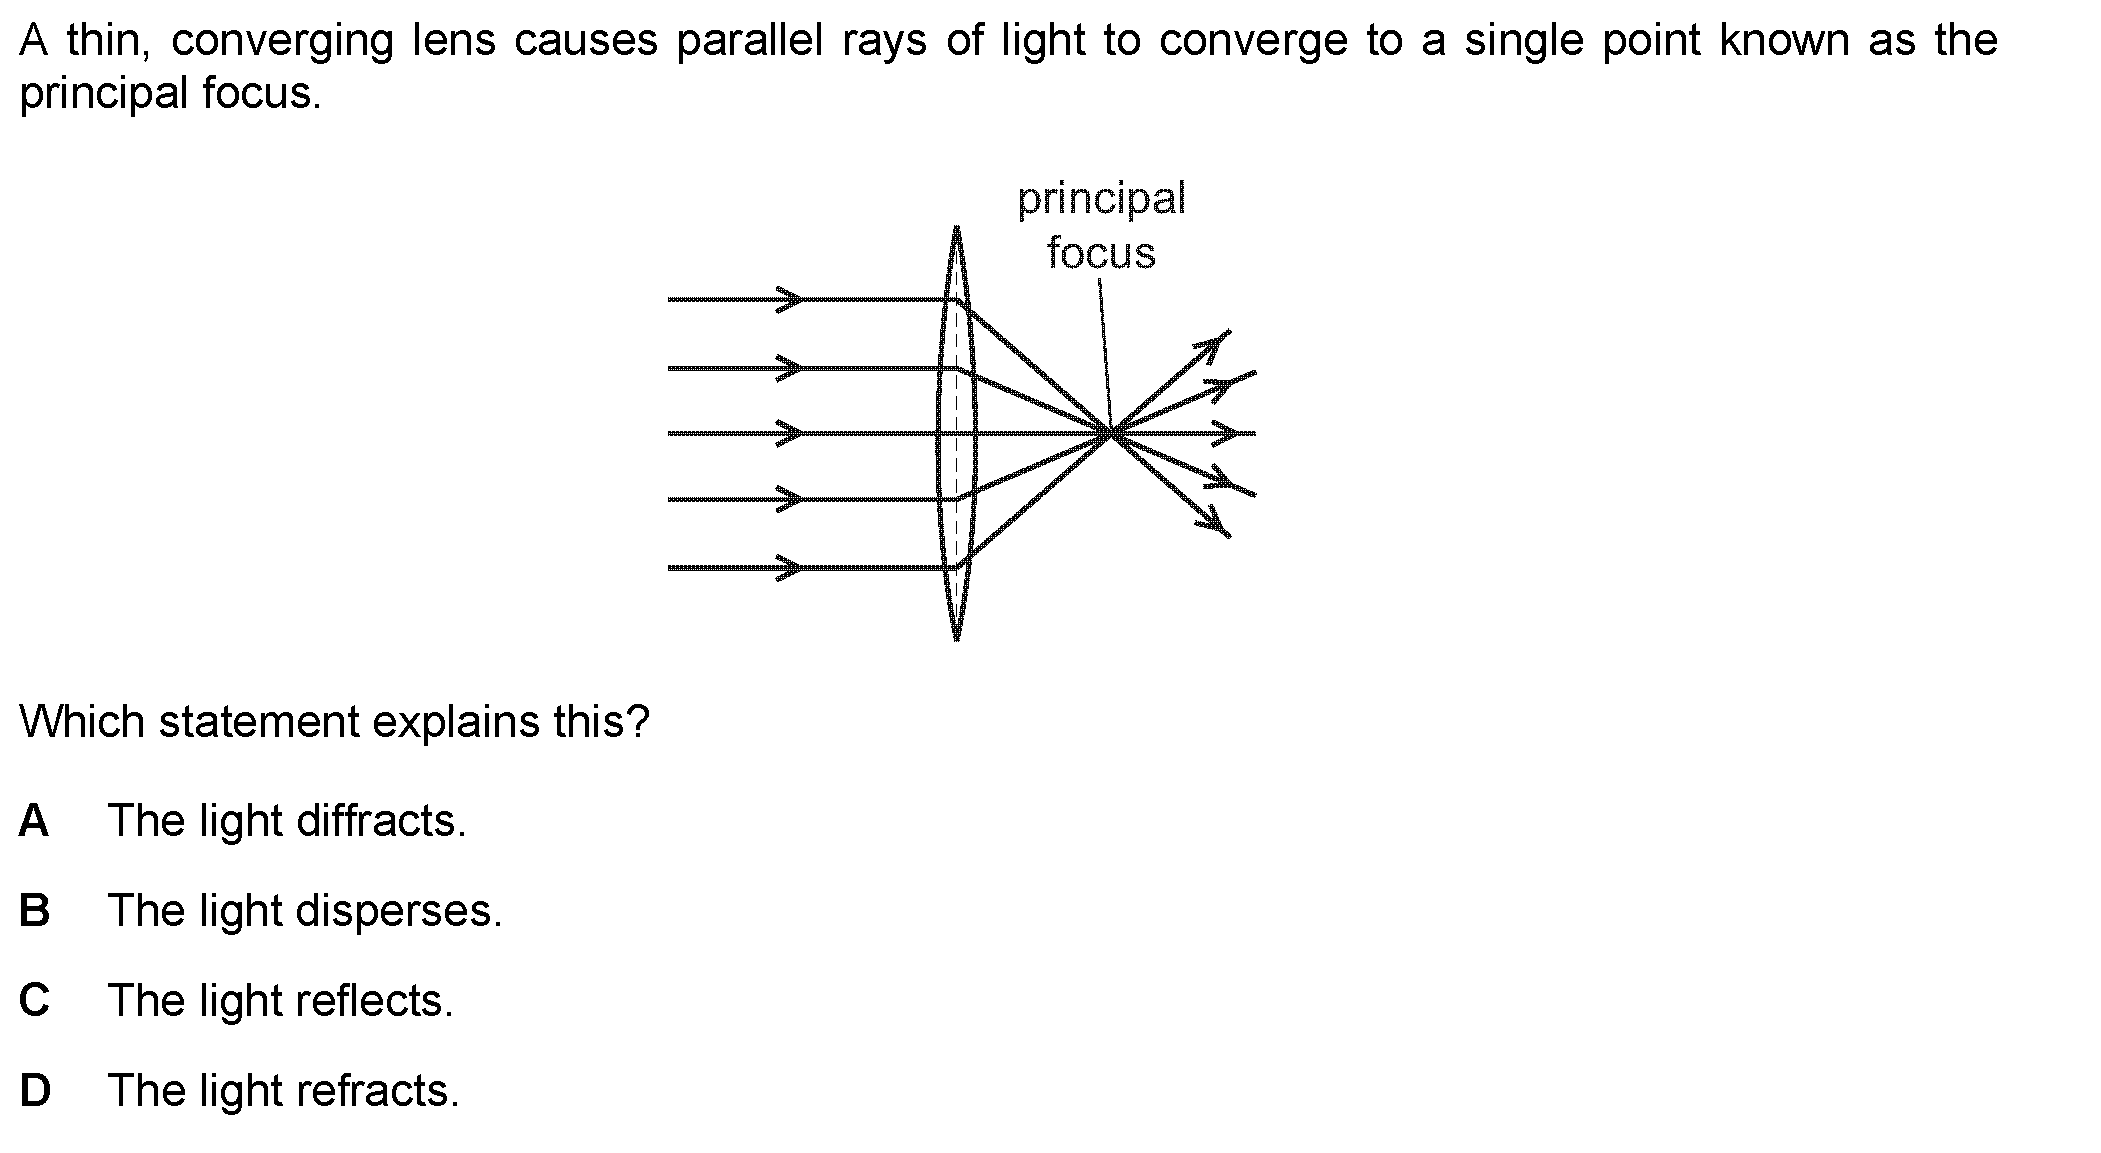 A thin, converging lens causes parallel rays of light to converge to a single point known as the
principal focus.
principal
focus
Which statement explains this?
A The light diffracts.
B The light disperses.
C The light reflects.
D The light refracts.